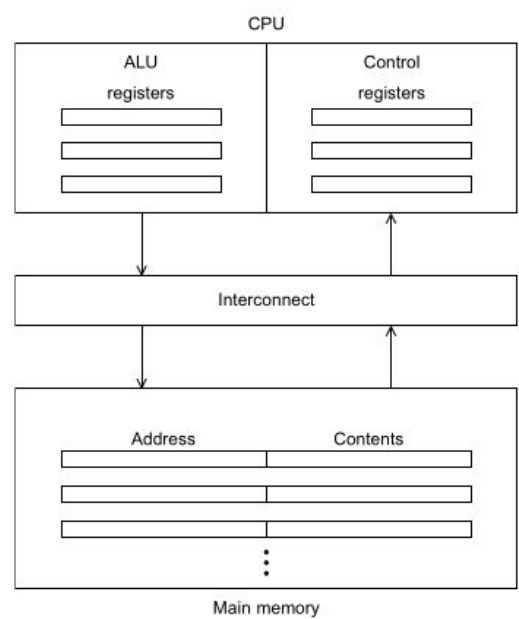 CPU
ALU
Control
registers
registers
Interconnect
Address
Contents
Main memory